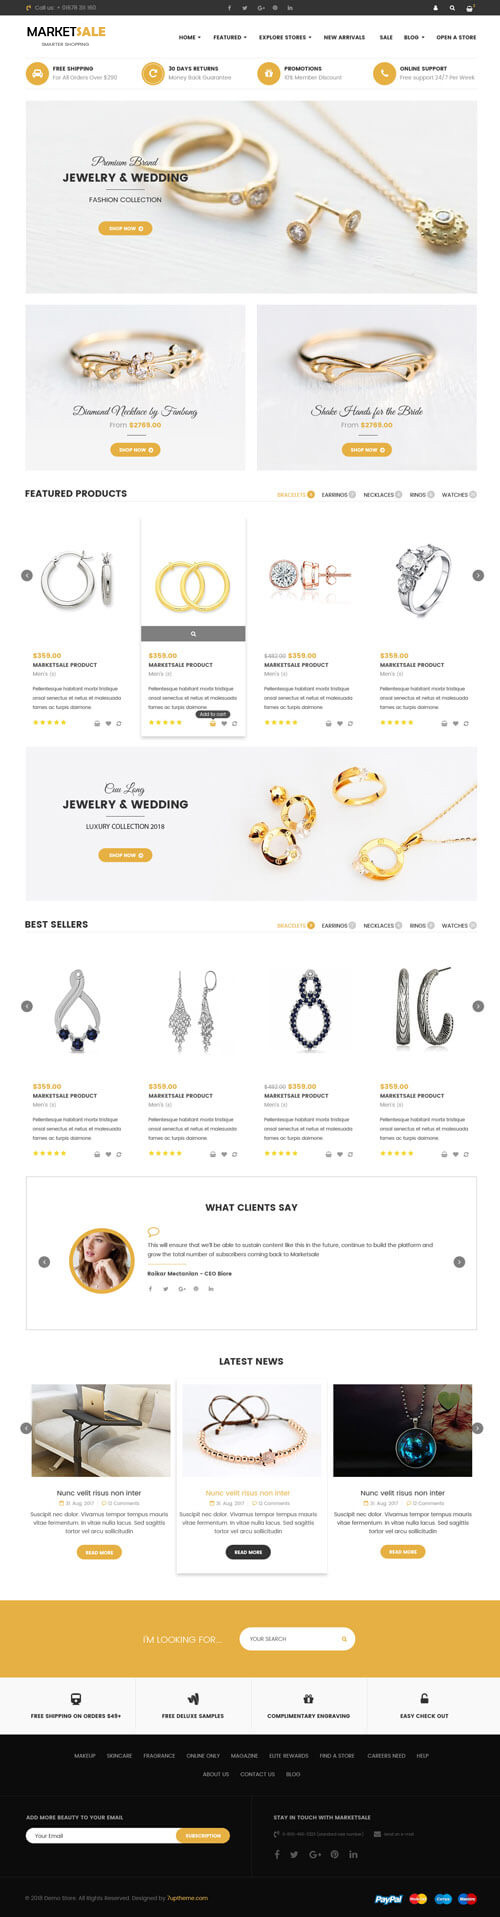 Call us: + 01678 311 160
MARKETSALE
SMARTER SHOPPING
HOME FEATURED EXPLORE STORES NEW ARRIVALS SALE BLOG OPEN A STORE
FREE SHIPPING
For All Orders Over $290
30 DAYS RETURNS
Money Back Guarantee
PROMOTIONS
10% Member Discount
ONLINE SUPPORT
Free support 24/7 Per Week
Premium Brand
JEWELRY & WEDDING
FASHION COLLECTION
SHOP NOW
Diamond Necklace by Fanbong
From $2769.00
SHOP NOW
Shake Hands for the Bride
From $2769.00
SHOP NOW
FEATURED PRODUCTS
BRACELETS EARRINGS NECKLACES RINGS WATCHES
$359.00
MARKETSALE PRODUCT
Men's
Pellentesque habitant morbi tristique
onsal senectus et netus et malesuada
fames ac turpis daimone
$359.00
MARKETSALE PRODUCT
Men's
Pellentesque habitant morbi tristique
onsal senectus et netus et malesuada
fames ac turpis daimone
Add to cart
$482.00 $359.00
MARKETSALE PRODUCT
Men's
Pellentesque habitant morbi tristique
onsal senectus et netus et malesuada
fames ac turpis daimone
$359.00
MARKETSALE PRODUCT
Men's
Pellentesque habitant morbi tristique
onsal senectus et netus et malesuada
fames ac turpis daimone
Cuu Long
JEWELRY & WEDDING
LUXURY COLLECTION 2018
SHOP NOW
BEST SELLERS
BRACELETS EARRINGS NECKLACES RINGS WATCHES
$359.00
MARKETSALE PRODUCT
Men's
Pellentesque habitant morbi tristique
onsal senectus et netus et malesuada
fames ac turpis daimone
$359.00
MARKETSALE PRODUCT
Men's
Pellentesque habitant morbi tristique
onsal senectus et netus et malesuada
fames ac turpis daimone
$482.00 $359.00
MARKETSALE PRODUCT
Men's
Pellentesque habitant morbi tristique
onsal senectus et netus et malesuada
fames ac turpis daimone
$359.00
MARKETSALE PRODUCT
Men's
Pellentesque habitant morbi tristique
onsal senectus et netus et malesuada
fames ac turpis daimone
WHAT CLIENTS SAY
This will ensure that we'll be able to sustain content like this in the future, continue to build the platform and
grow the total number of subscribers coming back to Marketsale
Raikar Mectanian - CEO Biore
LATEST NEWS
Nunc velit risus non inter
31. Aug. 2017 12 Comments
Suscipit nec dolor. Vivamus tempor tempus mauris
vitae fermentum. In vitae nulla lacus. Sed sagittis
tortor vel arcu sollicitudin
READ MORE
Nunc velit risus non inter
31. Aug. 2017 12 Comments
Suscipit nec dolor. Vivamus tempor tempus mauris
vitae fermentum. In vitae nulla lacus. Sed sagittis
tortor vel arcu sollicitudin
READ MORE
Nunc velit risus non inter
31. Aug. 2017 12 Comments
Suscipit nec dolor. Vivamus tempor tempus mauris
vitae fermentum. In vitae nulla lacus. Sed sagittis
tortor vel arcu sollicitudin
READ MORE
I'M LOOKING FOR...
YOUR SEARCH
FREE SHIPPING ON ORDERS $49+
FREE DELUXE SAMPLES
COMPLIMENTARY ENGRAVING
EASY CHECK OUT
MAKEUP SKINCARE FRAGRANCE ONLINE ONLY MAGAZINE ELITE REWARDS FIND A STORE CAREERS NEED HELP
ABOUT US CONTACT US BLOG
ADD MORE BEAUTY TO YOUR EMAIL
Your Email
SUBSCRIPTION
STAY IN TOUCH WITH MARKETSALE
Send an e-mail
© 2018 Demo Store. All Rights Reserved. Designed by 7uptheme.com
PayPal